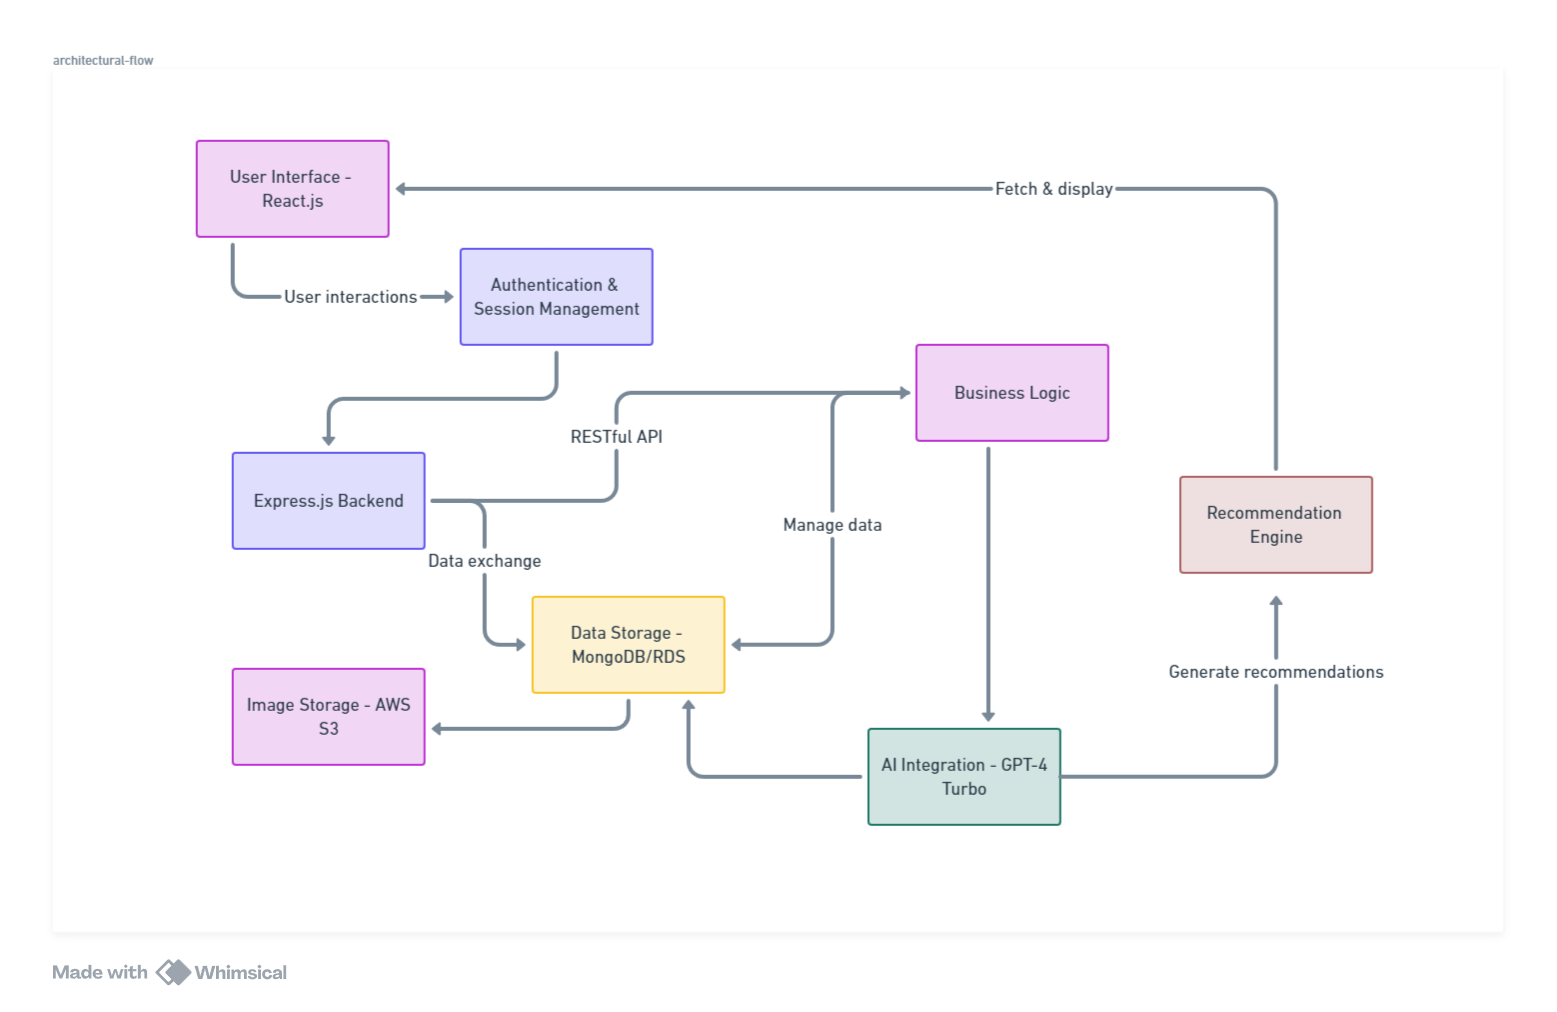 architectural-flow
User Interface -
React.js
Fetch & display
User interactions
Authentication &
Session Management
Business Logic
RESTful API
Express.js Backend
Recommendation
Engine
Manage data
Data exchange
Data Storage -
MongoDB/RDS
Generate recommendations
Image Storage - AWS
S3
AI Integration - GPT-4
Turbo
Made with Whimsical